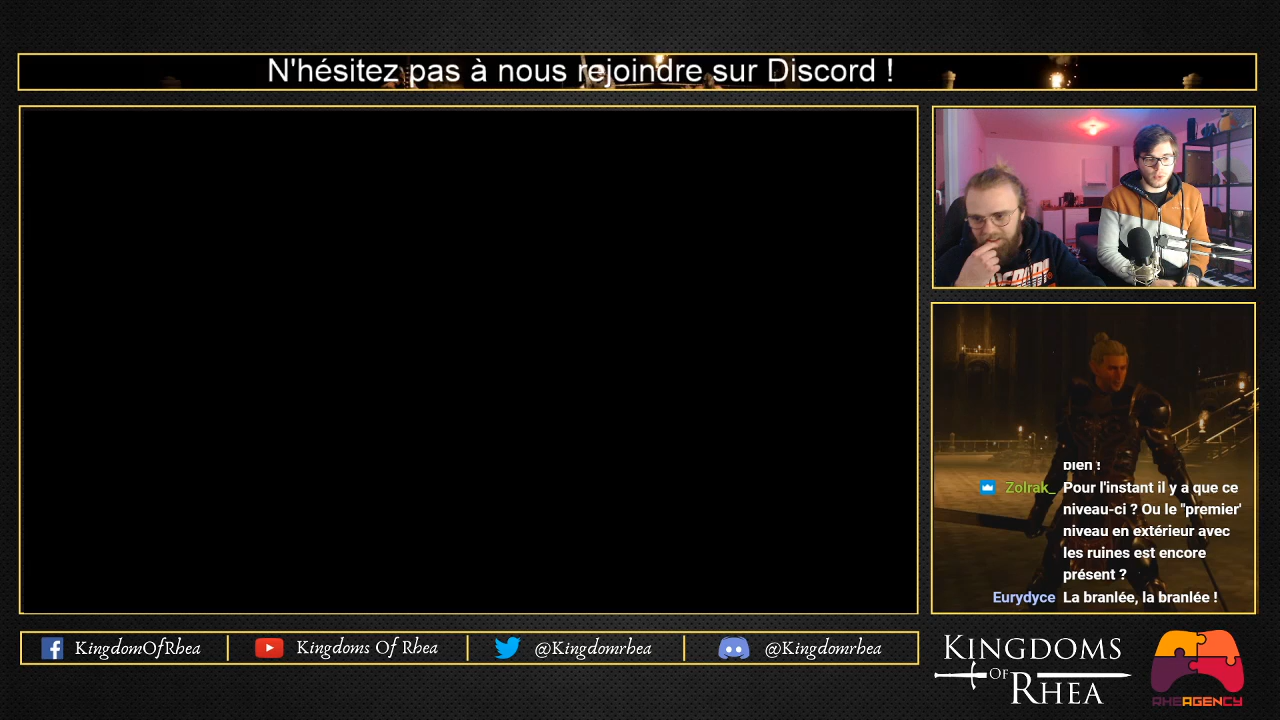 N'hésitez pas à nous rejoindre sur Discord !
bien !
Zolrak_ Pour l'instant il y a que ce
niveau-ci ? Ou le "premier'
niveau en extérieur avec
les ruines est encore
présent ?
Eurydyce La branlée, la branlée !
KingdomOfRhea
Kingdoms Of Rhea
@Kingdomrhea
@Kingdomrhea
KINGDOMS
OF
RHEA
RHEAGENCY